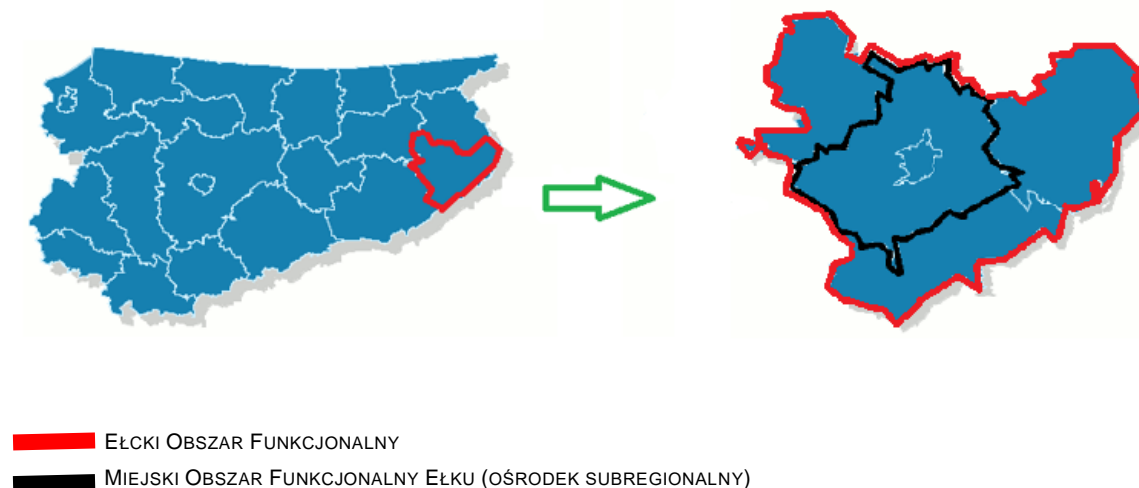 EŁCKI OBSZAR FUNKCJONALNY
MIEJSKI OBSZAR FUNKCJONALNY EŁKU (OŚRODEK SUBREGIONALNY)